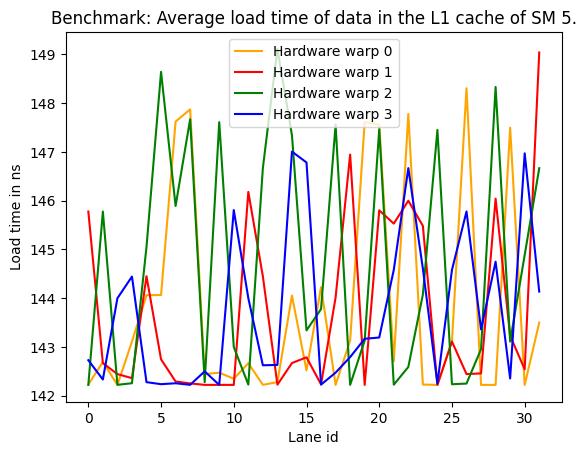 Benchmark: Average load time of data in the L1 cache of SM 5.
Hardware warp 0
Hardware warp 1
Hardware warp 2
Hardware warp 3
Load time in ns
149
148
147
146
145
144
143
142
0 5 10 15 20 25 30
Lane id